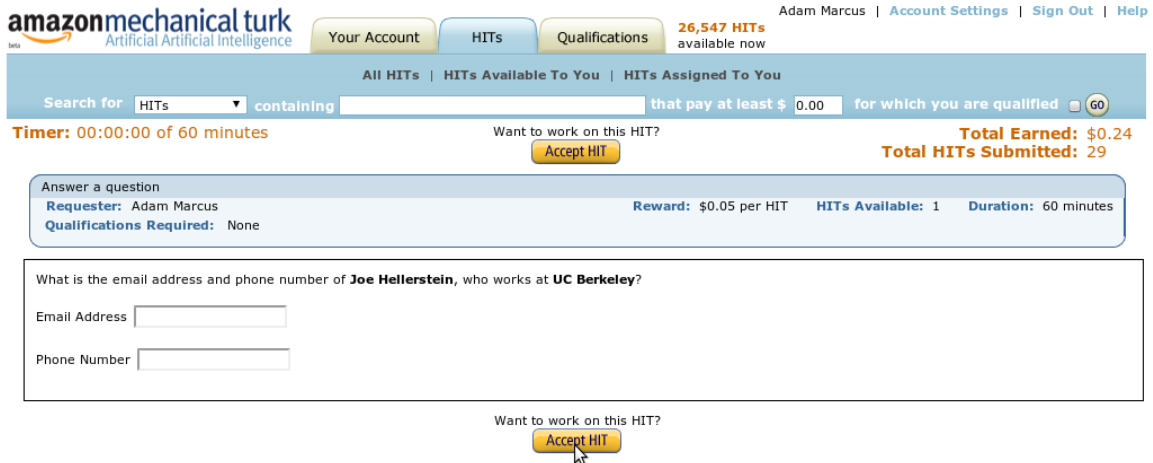 Adam Marcus | Account Settings | Sign Out | Help
amazonmechanical turk
beta Artificial Artificial Intelligence
Your Account HITs Qualifications 26,547 HITs
available now
All HITs | HITs Available To You | HITs Assigned To You
Search for HITs containing that pay at least $ 0.00 for which you are qualified GO
Timer: 00:00:00 of 60 minutes Want to work on this HIT? Total Earned: $0.24
Accept HIT Total HITs Submitted: 29
Answer a question
Requester: Adam Marcus Reward: $0.05 per HIT HITs Available: 1 Duration: 60 minutes
Qualifications Required: None
What is the email address and phone number of Joe Hellerstein, who works at UC Berkeley?
Email Address
Phone Number
Want to work on this HIT?
Accept HIT